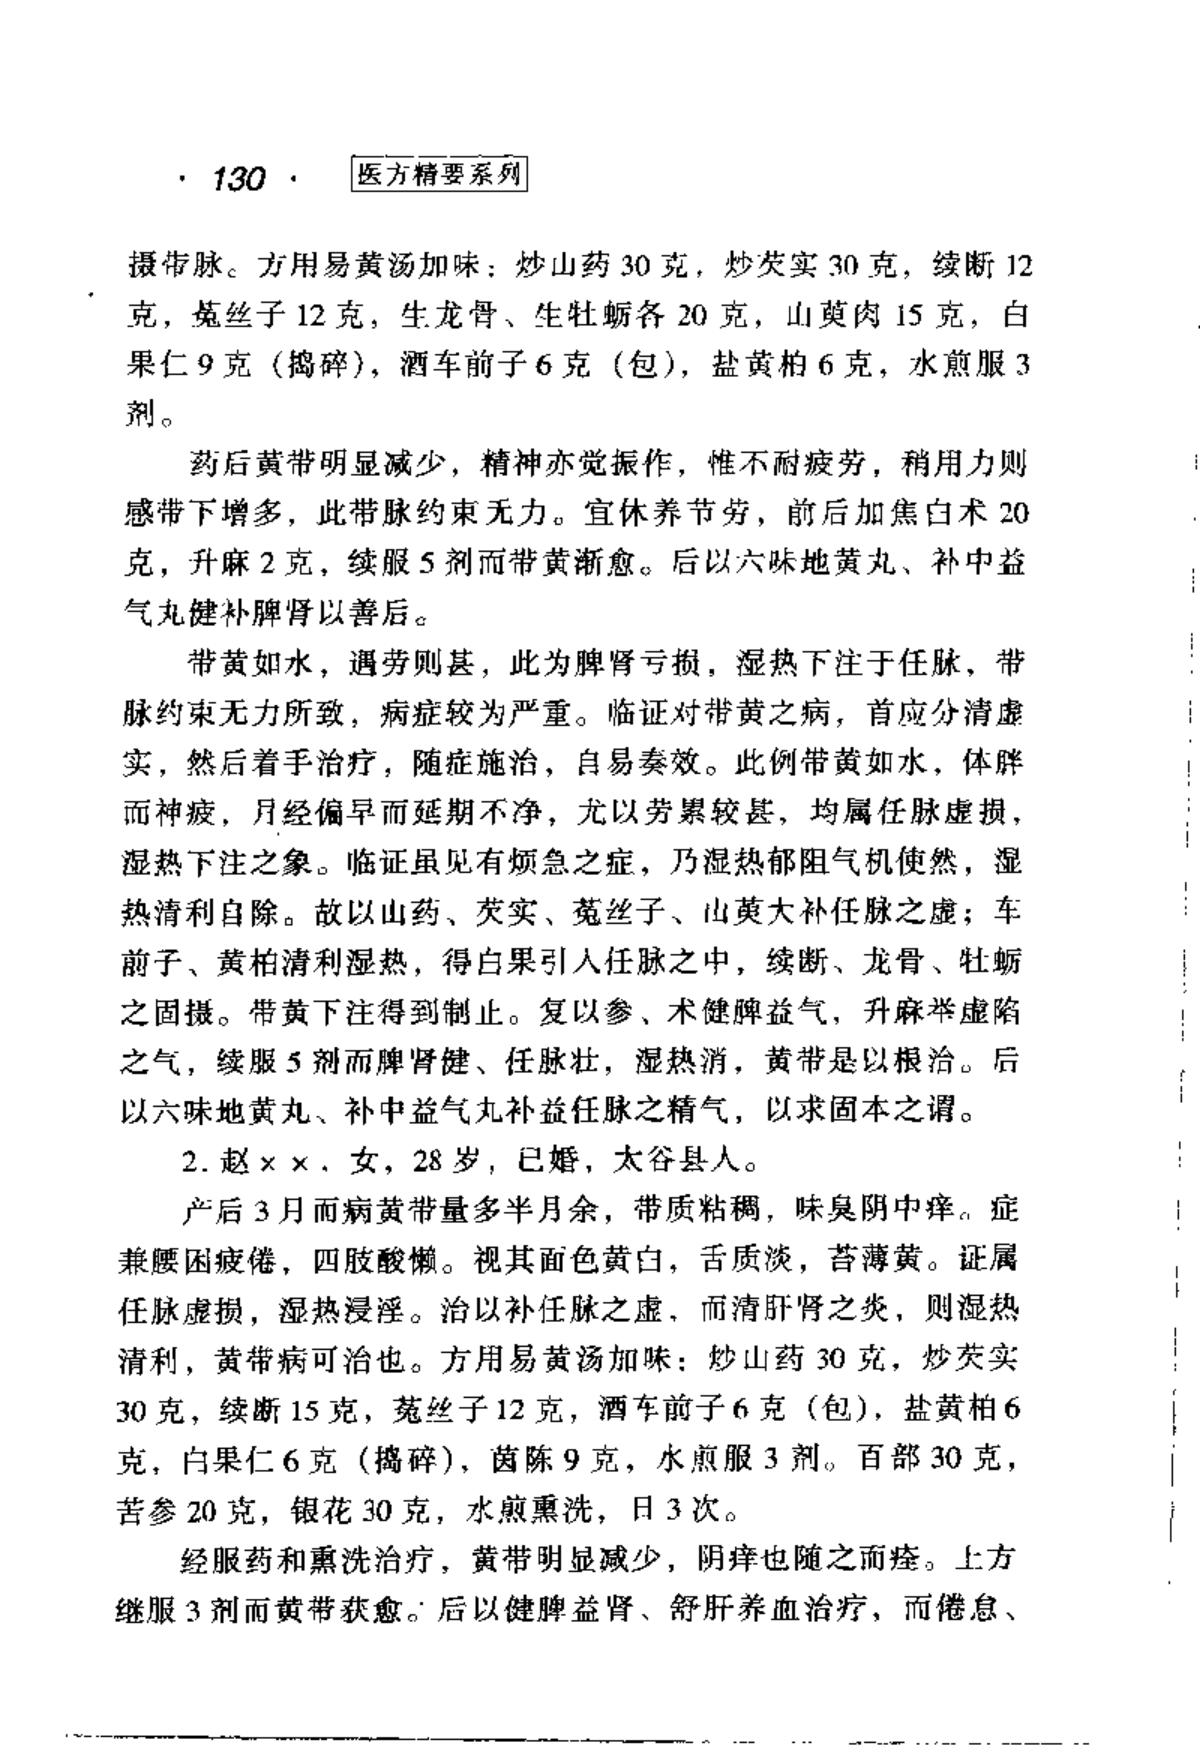 · 130 · 医方精要系列
摄带脉。方用易黄汤加味：炒山药 30 克，炒芡实 30 克，续断 12
克，菟丝子 12 克，生龙骨、生牡蛎各 20 克，山萸肉 15 克，白
果仁 9 克（捣碎），酒车前子 6 克（包），盐黄柏 6 克，水煎服 3
剂。
药后黄带明显减少，精神亦觉振作，惟不耐疲劳，稍用力则
感带下增多，此带脉约束无力。宜休养节劳，前后加焦白术 20
克，升麻 2 克，续服 5 剂而带黄渐愈。后以六味地黄丸、补中益
气丸健补脾肾以善后。
带黄如水，遇劳则甚，此为脾肾亏损，湿热下注于任脉，带
脉约束无力所致，病症较为严重。临证对带黄之病，首应分清虚
实，然后着手治疗，随症施治，自易奏效。此例带黄如水，体胖
而神疲，月经偏早而延期不净，尤以劳累较甚，均属任脉虚损，
湿热下注之象。临证虽见有烦急之症，乃湿热郁阻气机使然，湿
热清利自除。故以山药、芡实、菟丝子、山萸大补任脉之虚；车
前子、黄柏清利湿热，得白果引入任脉之中，续断、龙骨、牡蛎
之固摄。带黄下注得到制止。复以参、术健脾益气，升麻举虚陷
之气，续服 5 剂而脾肾健、任脉壮，湿热消，黄带是以根治。后
以六味地黄丸、补中益气丸补益任脉之精气，以求固本之谓。
2. 赵××．女，28 岁，已婚，太谷县人。
产后 3 月而病黄带量多半月余，带质粘稠，味臭阴中痒。症
兼腰困疲倦，四肢酸懒。视其面色黄白，舌质淡，苔薄黄。证属
任脉虚损，湿热浸淫。治以补任脉之虚，而清肝肾之炎，则湿热
清利，黄带病可治也。方用易黄汤加味：炒山药 30 克，炒芡实
30 克，续断 15 克，菟丝子 12 克，酒车前子 6 克（包），盐黄柏 6
克，白果仁 6 克（捣碎），茵陈 9 克，水煎服 3 剂。百部 30 克，
苦参 20 克，银花 30 克，水煎熏洗，日 3 次。
经服药和熏洗治疗，黄带明显减少，阴痒也随之而痊。上方
继服 3 剂而黄带获愈。后以健脾益肾、舒肝养血治疗，而倦怠、